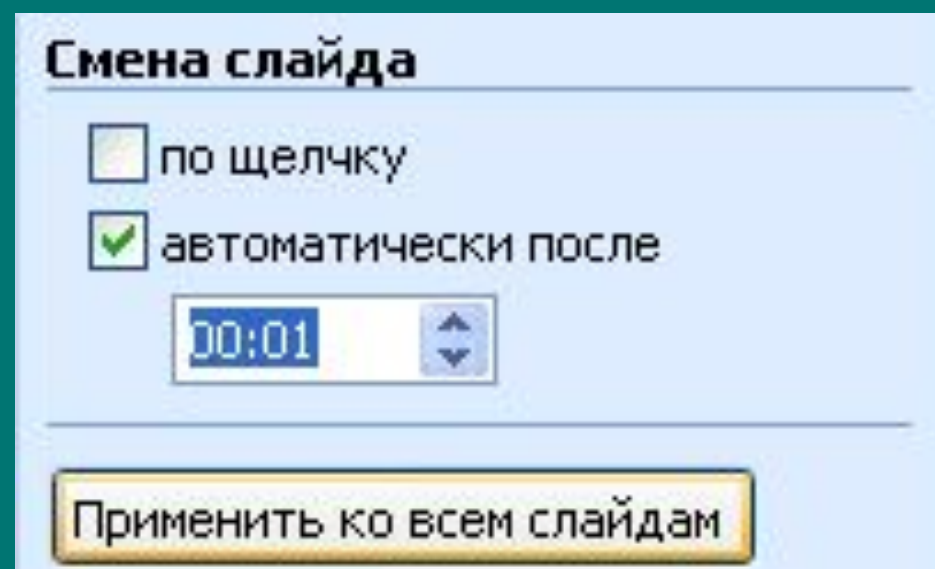 Смена слайда
по щелчку
автоматически после
00:01
Применить ко всем слайдам